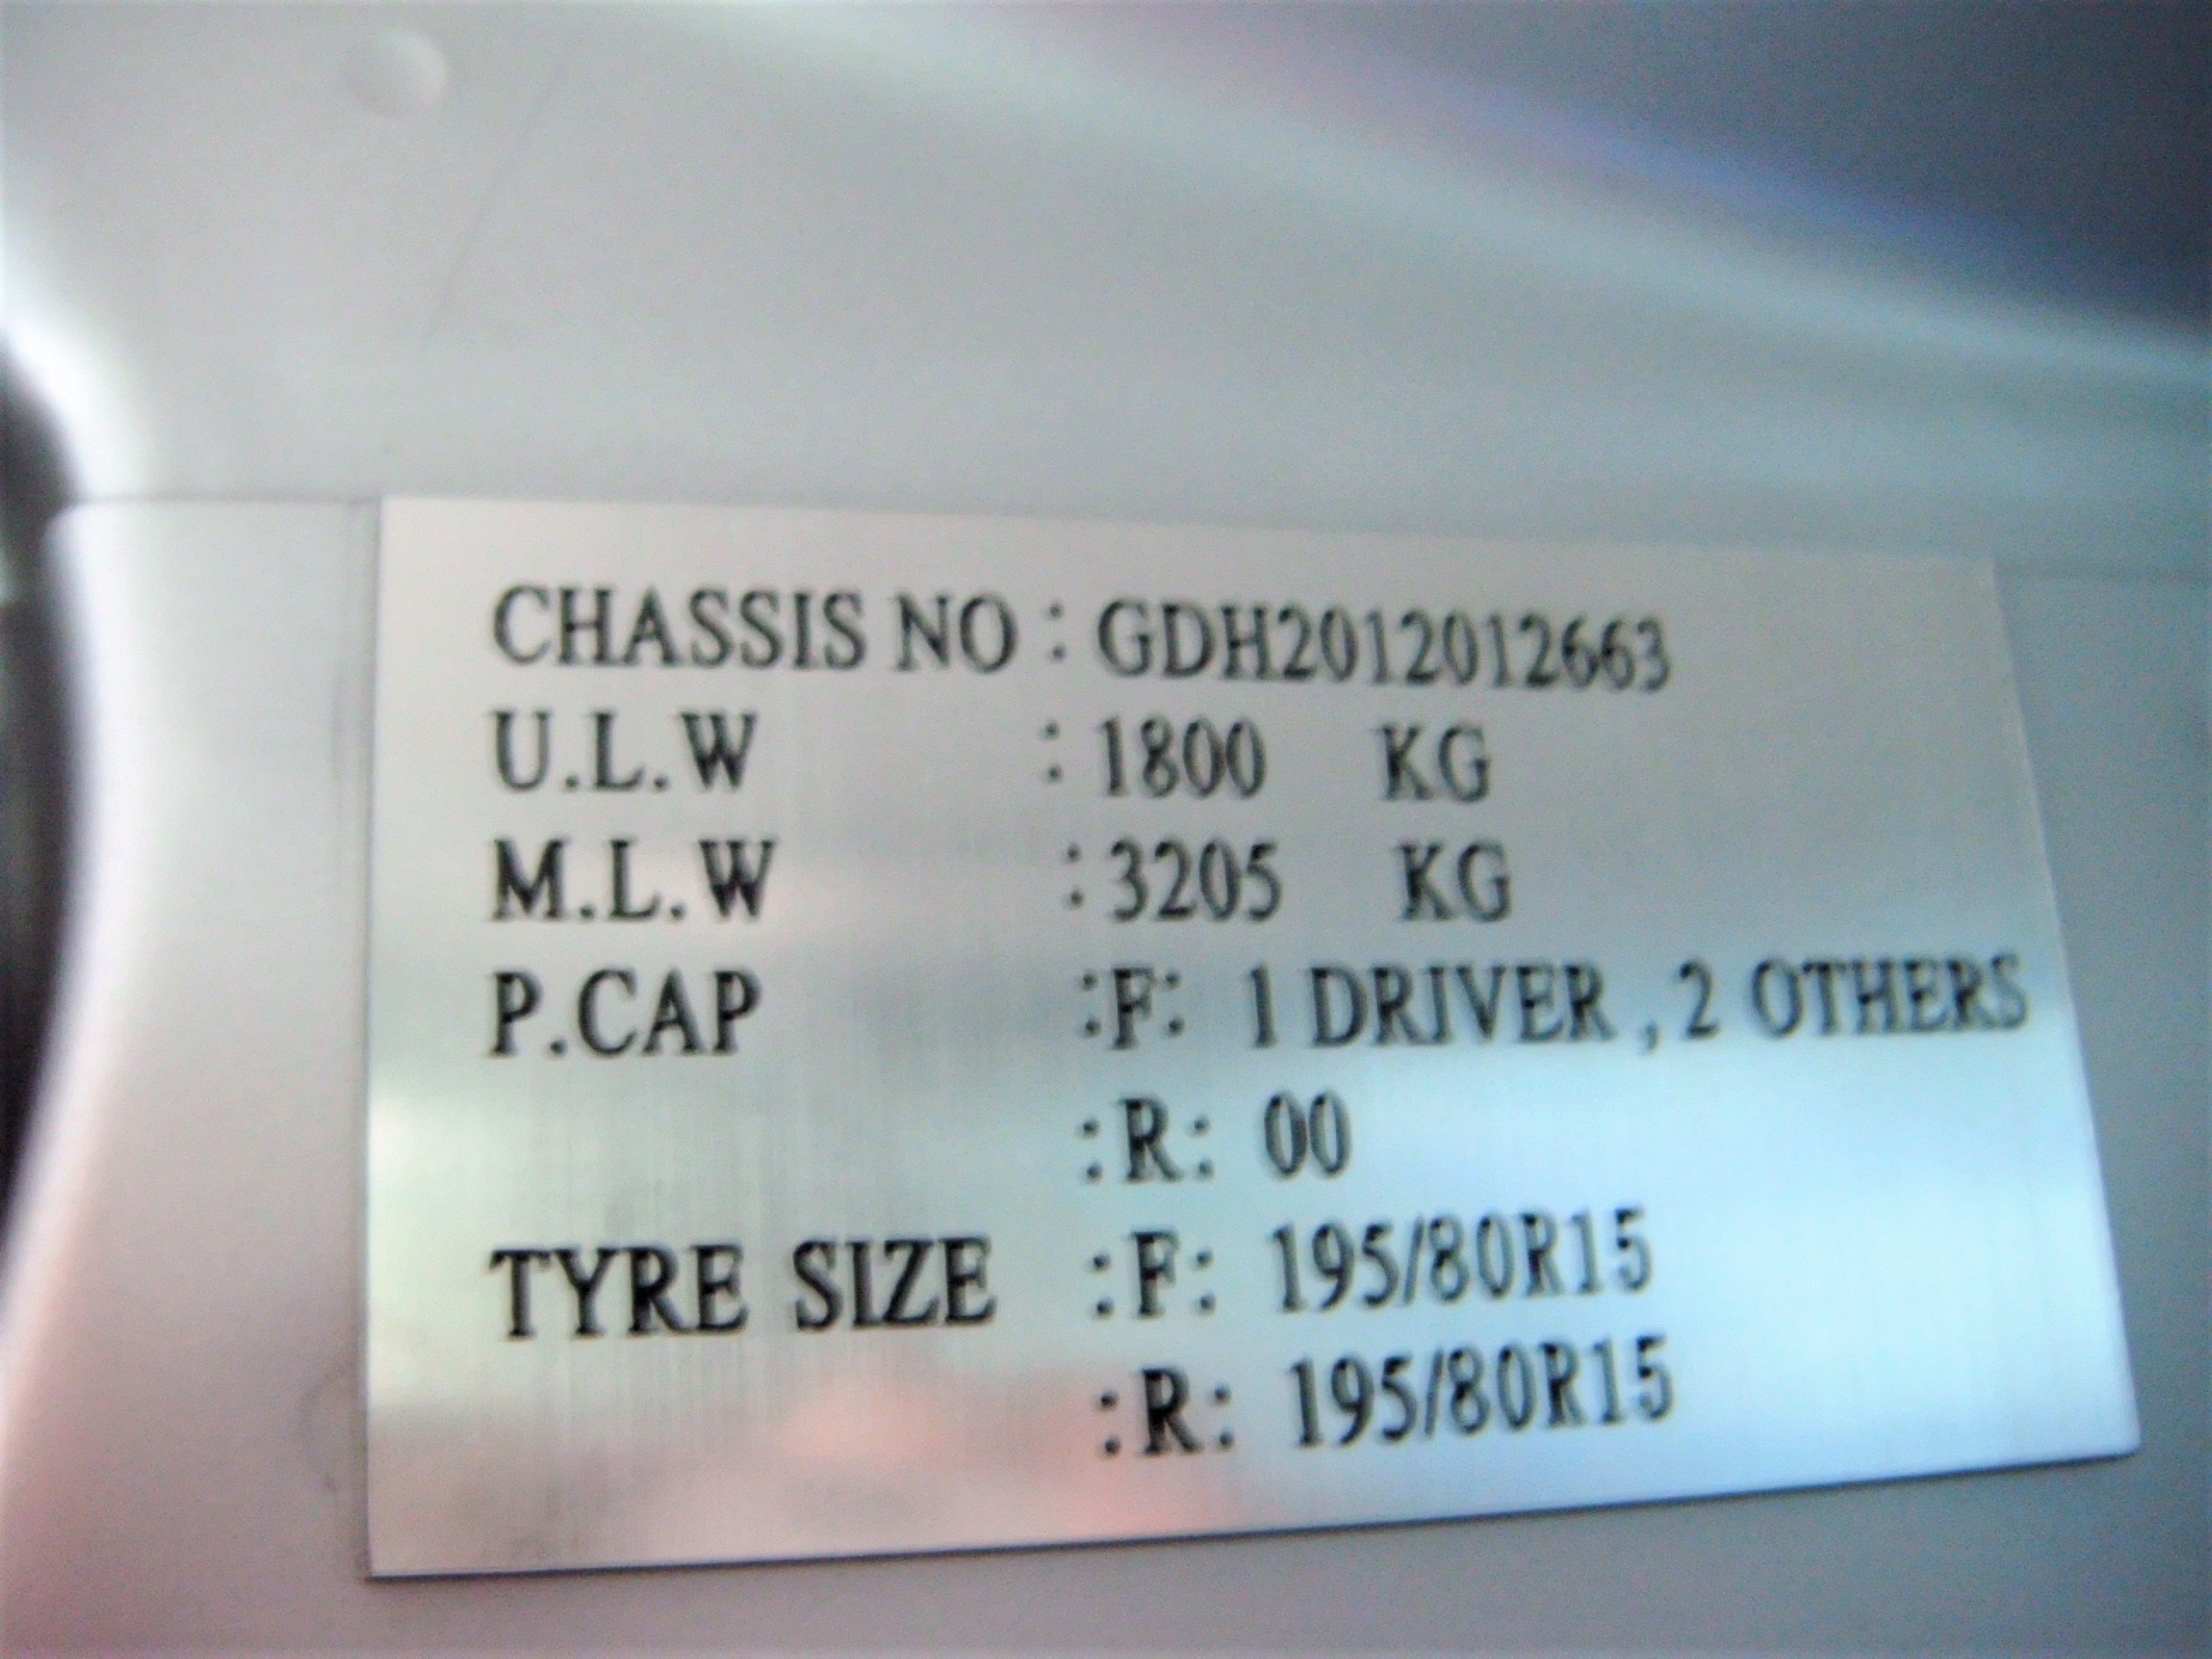 CHASSIS NO : GDH2012012663
U.L.W : 1800 KG
M.L.W : 3205 KG
P.CAP :F: 1 DRIVER , 2 OTHERS
:R: 00
TYRE SIZE :F: 195/80R15
:R: 195/80R15